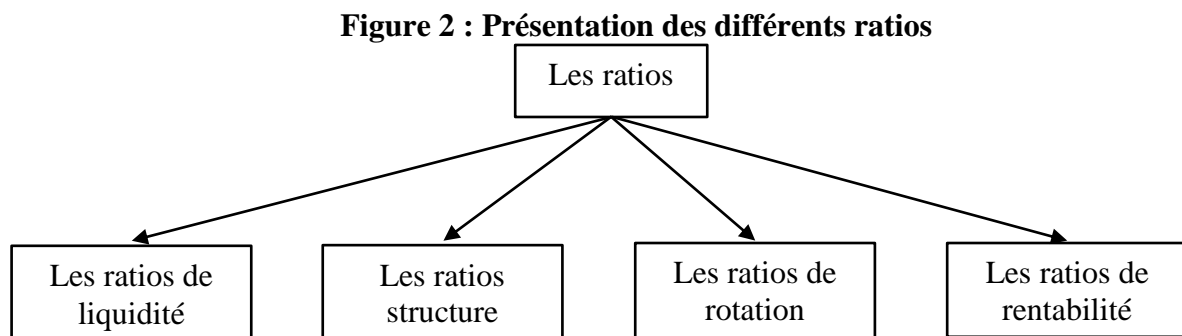 Figure 2 : Présentation des différents ratios
Les ratios
Les ratios de
liquidité
Les ratios
structure
Les ratios de
rotation
Les ratios de
rentabilité